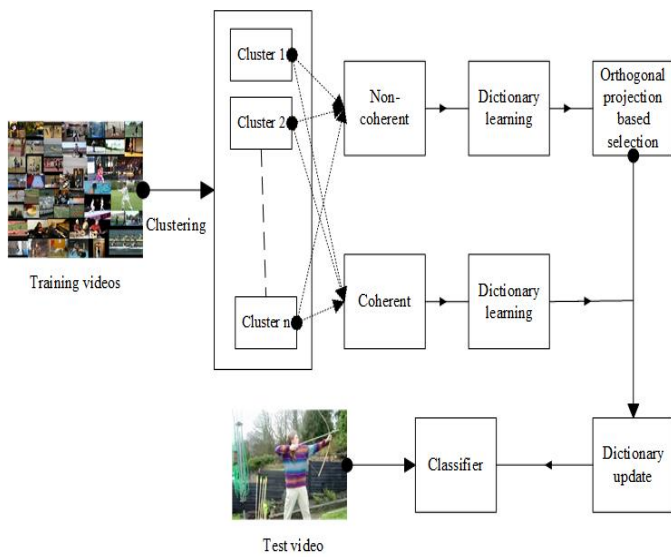 Cluster 1
Cluster 2
Cluster n
Clustering
Training videos
Non-
coherent
Dictionary
learning
Orthogonal
projection
based
selection
Coherent
Dictionary
learning
Dictionary
update
Classifier
Test video